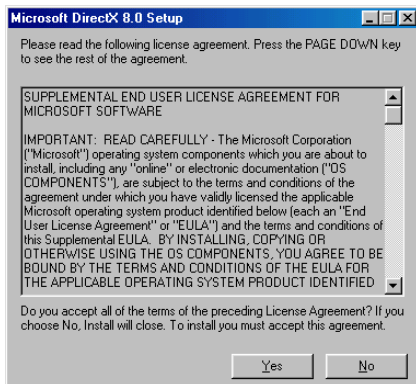 Microsoft DirectX 8.0 Setup
Please read the following license agreement. Press the PAGE DOWN key
to see the rest of the agreement.
SUPPLEMENTAL END USER LICENSE AGREEMENT FOR
MICROSOFT SOFTWARE
IMPORTANT:  READ CAREFULLY - The Microsoft Corporation
("Microsoft") operating system components which you are about to
install, including any "online" or electronic documentation ("OS
COMPONENTS"), are subject to the terms and conditions of the
agreement under which you have validly licensed the applicable
Microsoft operating system product identified below (each an "End
User License Agreement" or "EULA") and the terms and conditions of
this Supplemental EULA.  BY INSTALLING, COPYING OR
OTHERWISE USING THE OS COMPONENTS, YOU AGREE TO BE
BOUND BY THE TERMS AND CONDITIONS OF THE EULA FOR
THE APPLICABLE OPERATING SYSTEM PRODUCT IDENTIFIED
Do you accept all of the terms of the preceding License Agreement? If you
choose No, Install will close. To install you must accept this agreement.
Yes
No